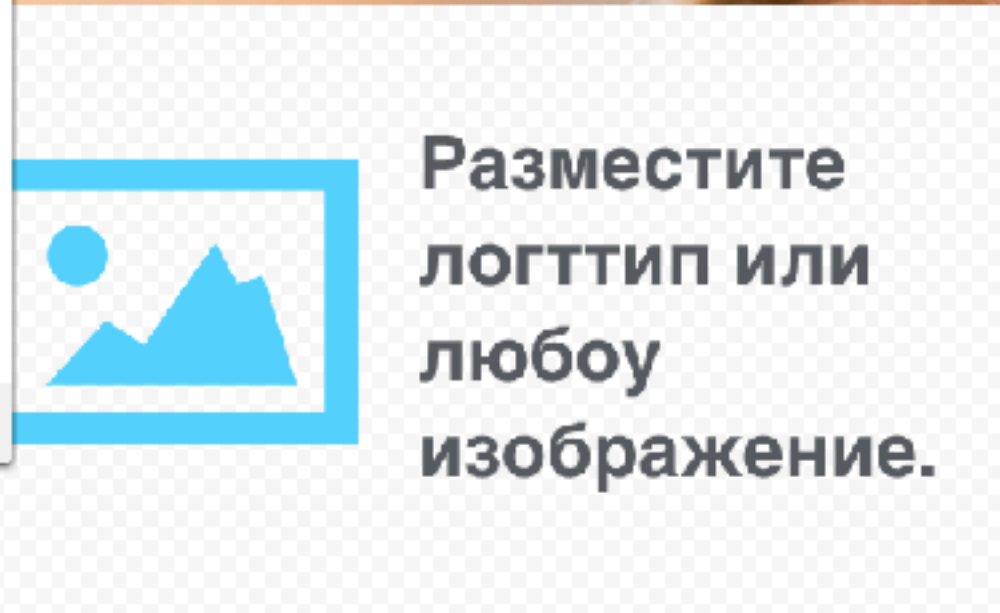 Разместите
логттип или
любоу
изображение.